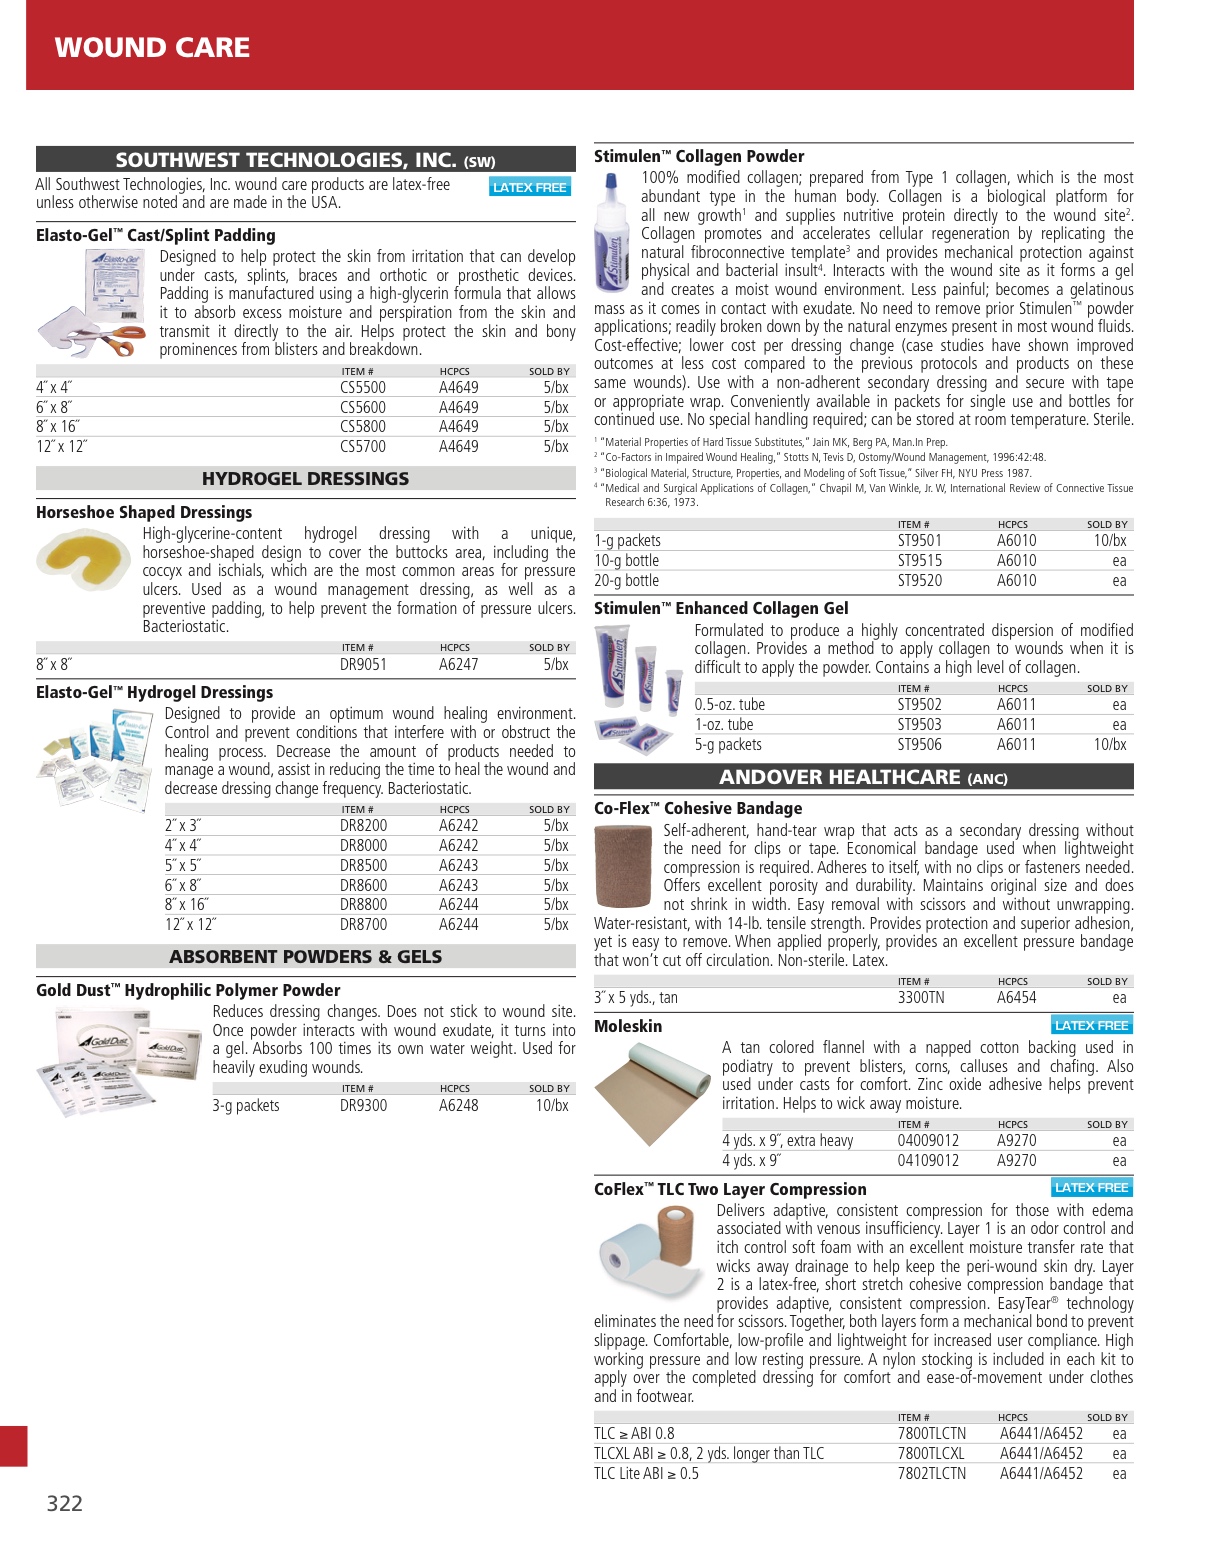 WOUND CARE
SOUTHWEST TECHNOLOGIES, INC. (SW)
All Southwest Technologies, Inc. wound care products are latex-free
unless otherwise noted and are made in the USA.
LATEX FREE
Elasto-Gel™ Cast/Splint Padding
Designed to help protect the skin from irritation that can develop
under casts, splints, braces and orthotic or prosthetic devices.
Padding is manufactured using a high-glycerin formula that allows
it to absorb excess moisture and perspiration from the skin and
transmit it directly to the air. Helps protect the skin and bony
prominences from blisters and breakdown.
ITEM # HCPCS SOLD BY
4˝ x 4˝ CS5500 A4649 5/bx
6˝ x 8˝ CS5600 A4649 5/bx
8˝ x 16˝ CS5800 A4649 5/bx
12˝ x 12˝ CS5700 A4649 5/bx
HYDROGEL DRESSINGS
Horseshoe Shaped Dressings
High-glycerine-content hydrogel dressing with a unique,
horseshoe-shaped design to cover the buttocks area, including the
coccyx and ischials, which are the most common areas for pressure
ulcers. Used as a wound management dressing, as well as a
preventive padding, to help prevent the formation of pressure ulcers.
Bacteriostatic.
ITEM # HCPCS SOLD BY
8˝ x 8˝ DR9051 A6247 5/bx
Elasto-Gel™ Hydrogel Dressings
Designed to provide an optimum wound healing environment.
Control and prevent conditions that interfere with or obstruct the
healing process. Decrease the amount of products needed to
manage a wound, assist in reducing the time to heal the wound and
decrease dressing change frequency. Bacteriostatic.
ITEM # HCPCS SOLD BY
2˝ x 3˝ DR8200 A6242 5/bx
4˝ x 4˝ DR8000 A6242 5/bx
5˝ x 5˝ DR8500 A6243 5/bx
6˝ x 8˝ DR8600 A6243 5/bx
8˝ x 16˝ DR8800 A6244 5/bx
12˝ x 12˝ DR8700 A6244 5/bx
ABSORBENT POWDERS & GELS
Gold Dust™ Hydrophilic Polymer Powder
Reduces dressing changes. Does not stick to wound site.
Once powder interacts with wound exudate, it turns into
a gel. Absorbs 100 times its own water weight. Used for
heavily exuding wounds.
ITEM # HCPCS SOLD BY
3-g packets DR9300 A6248 10/bx
Stimulen™ Collagen Powder
100% modified collagen; prepared from Type 1 collagen, which is the most
abundant type in the human body. Collagen is a biological platform for
all new growth¹ and supplies nutritive protein directly to the wound site².
Collagen promotes and accelerates cellular regeneration by replicating the
natural fibroconnective template³ and provides mechanical protection against
physical and bacterial insult⁴. Interacts with the wound site as it forms a gel
and creates a moist wound environment. Less painful; becomes a gelatinous
mass as it comes in contact with exudate. No need to remove prior Stimulen™ powder
applications; readily broken down by the natural enzymes present in most wound fluids.
Cost-effective; lower cost per dressing change (case studies have shown improved
outcomes at less cost compared to the previous protocols and products on these
same wounds). Use with a non-adherent secondary dressing and secure with tape
or appropriate wrap. Conveniently available in packets for single use and bottles for
continued use. No special handling required; can be stored at room temperature. Sterile.
¹ “Material Properties of Hard Tissue Substitutes,” Jain MK, Berg PA, Man.In Prep.
² “Co-Factors in Impaired Wound Healing,” Stotts N, Tevis D, Ostomy/Wound Management, 1996:42:48.
³ “Biological Material, Structure, Properties, and Modeling of Soft Tissue,” Silver FH, NYU Press 1987.
⁴ “Medical and Surgical Applications of Collagen,” Chvapil M, Van Winkle, Jr. W, International Review of Connective Tissue
Research 6:36, 1973.
ITEM # HCPCS SOLD BY
1-g packets ST9501 A6010 10/bx
10-g bottle ST9515 A6010 ea
20-g bottle ST9520 A6010 ea
Stimulen™ Enhanced Collagen Gel
Formulated to produce a highly concentrated dispersion of modified
collagen. Provides a method to apply collagen to wounds when it is
difficult to apply the powder. Contains a high level of collagen.
ITEM # HCPCS SOLD BY
0.5-oz. tube ST9502 A6011 ea
1-oz. tube ST9503 A6011 ea
5-g packets ST9506 A6011 10/bx
ANDOVER HEALTHCARE (ANC)
Co-Flex™ Cohesive Bandage
Self-adherent, hand-tear wrap that acts as a secondary dressing without
the need for clips or tape. Economical bandage used when lightweight
compression is required. Adheres to itself, with no clips or fasteners needed.
Offers excellent porosity and durability. Maintains original size and does
not shrink in width. Easy removal with scissors and without unwrapping.
Water-resistant, with 14-lb. tensile strength. Provides protection and superior adhesion,
yet is easy to remove. When applied properly, provides an excellent pressure bandage
that won’t cut off circulation. Non-sterile. Latex.
ITEM # HCPCS SOLD BY
3˝ x 5 yds., tan 3300TN A6454 ea
Moleskin
LATEX FREE
A tan colored flannel with a napped cotton backing used in
podiatry to prevent blisters, corns, calluses and chafing. Also
used under casts for comfort. Zinc oxide adhesive helps prevent
irritation. Helps to wick away moisture.
ITEM # HCPCS SOLD BY
4 yds. x 9˝, extra heavy 04009012 A9270 ea
4 yds. x 9˝ 04109012 A9270 ea
CoFlex™ TLC Two Layer Compression
LATEX FREE
Delivers adaptive, consistent compression for those with edema
associated with venous insufficiency. Layer 1 is an odor control and
itch control soft foam with an excellent moisture transfer rate that
wicks away drainage to help keep the peri-wound skin dry. Layer
2 is a latex-free, short stretch cohesive compression bandage that
provides adaptive, consistent compression. EasyTear® technology
eliminates the need for scissors. Together, both layers form a mechanical bond to prevent
slippage. Comfortable, low-profile and lightweight for increased user compliance. High
working pressure and low resting pressure. A nylon stocking is included in each kit to
apply over the completed dressing for comfort and ease-of-movement under clothes
and in footwear.
ITEM # HCPCS SOLD BY
TLC ≥ ABI 0.8 7800TLCTN A6441/A6452 ea
TLCXL ABI ≥ 0.8, 2 yds. longer than TLC 7800TLCXL A6441/A6452 ea
TLC Lite ABI ≥ 0.5 7802TLCTN A6441/A6452 ea
322